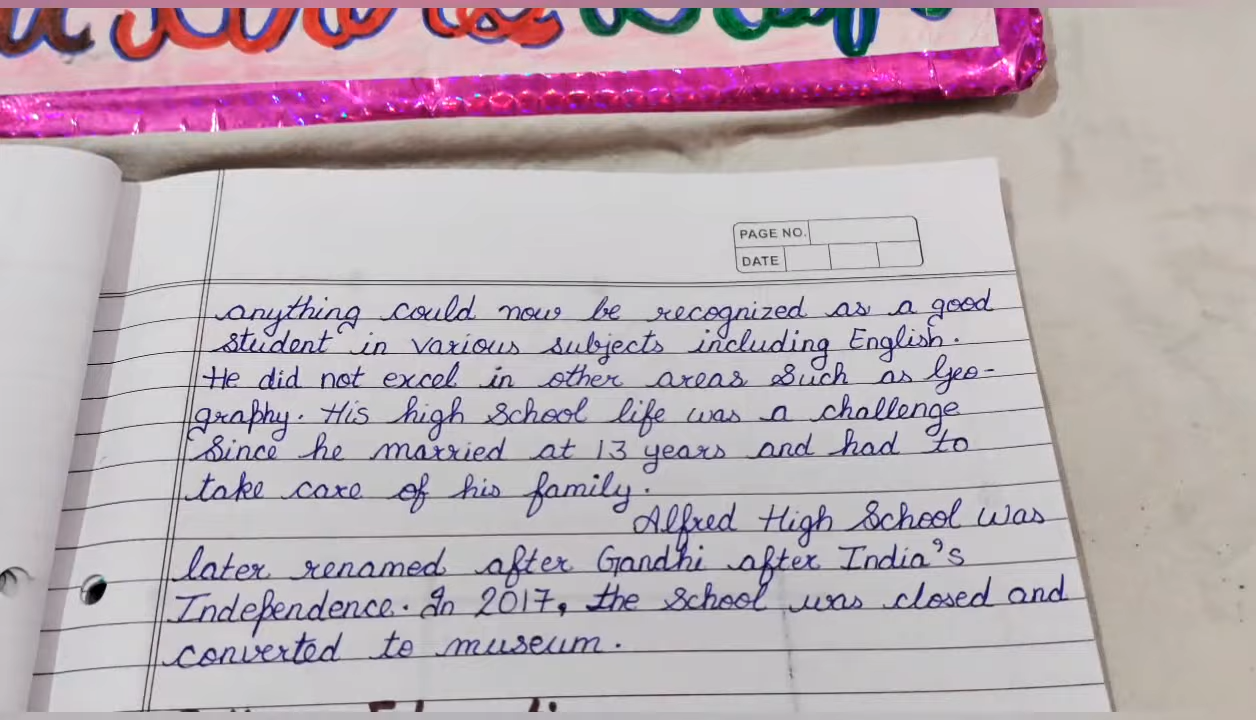 PAGE NO.
DATE
anything could now be recognized as a good
student in various subjects including English.
He did not excel in other areas Such as Geo-
graphy. His high School life was a challenge
Since he married at 13 years and had to
take care of his family.
Alfred High School was
later renamed after Gandhi after India's
Independence. In 2017, the School was closed and
converted to museum.